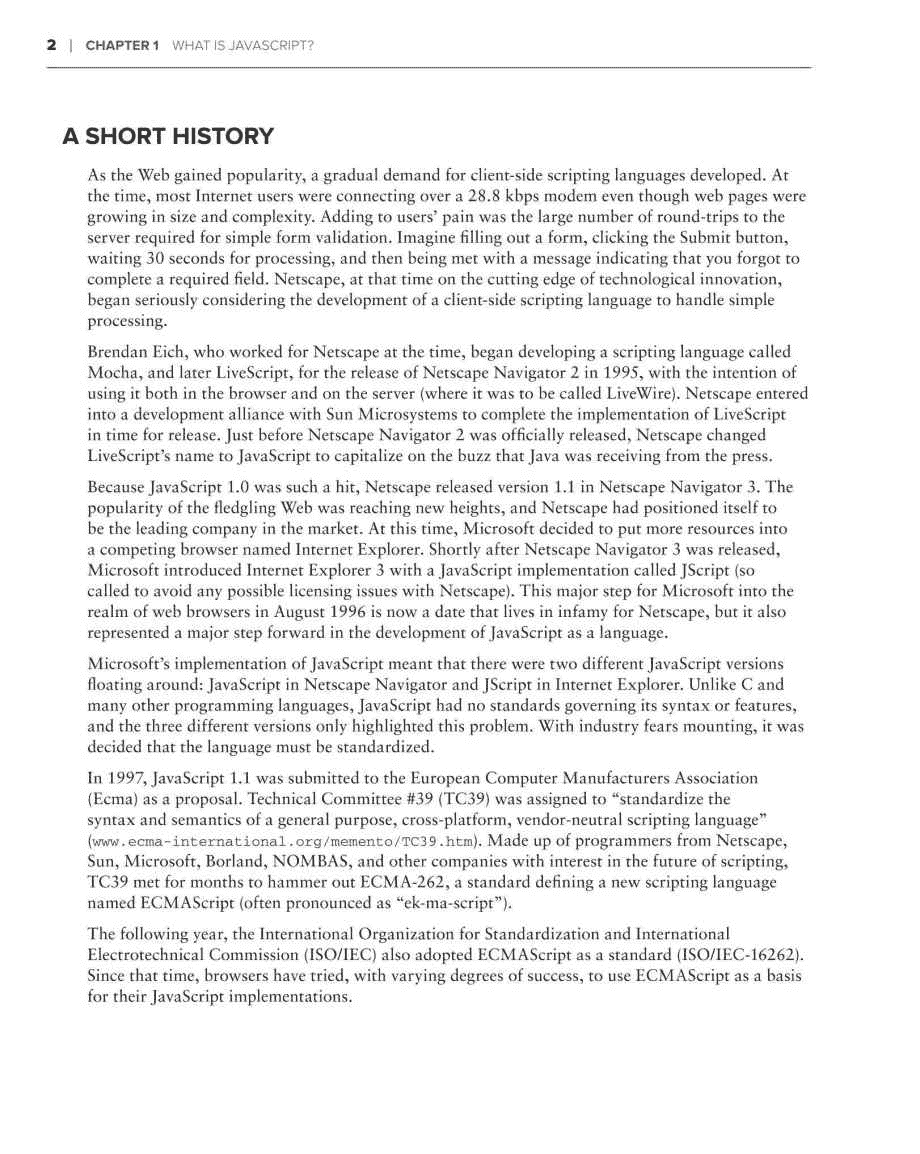 2 | CHAPTER 1 WHAT IS JAVASCRIPT?
A SHORT HISTORY
As the Web gained popularity, a gradual demand for client-side scripting languages developed. At
the time, most Internet users were connecting over a 28.8 kbps modem even though web pages were
growing in size and complexity. Adding to users’ pain was the large number of round-trips to the
server required for simple form validation. Imagine filling out a form, clicking the Submit button,
waiting 30 seconds for processing, and then being met with a message indicating that you forgot to
complete a required field. Netscape, at that time on the cutting edge of technological innovation,
began seriously considering the development of a client-side scripting language to handle simple
processing.
Brendan Eich, who worked for Netscape at the time, began developing a scripting language called
Mocha, and later LiveScript, for the release of Netscape Navigator 2 in 1995, with the intention of
using it both in the browser and on the server (where it was to be called LiveWire). Netscape entered
into a development alliance with Sun Microsystems to complete the implementation of LiveScript
in time for release. Just before Netscape Navigator 2 was officially released, Netscape changed
LiveScript’s name to JavaScript to capitalize on the buzz that Java was receiving from the press.
Because JavaScript 1.0 was such a hit, Netscape released version 1.1 in Netscape Navigator 3. The
popularity of the fledgling Web was reaching new heights, and Netscape had positioned itself to
be the leading company in the market. At this time, Microsoft decided to put more resources into
a competing browser named Internet Explorer. Shortly after Netscape Navigator 3 was released,
Microsoft introduced Internet Explorer 3 with a JavaScript implementation called JScript (so
called to avoid any possible licensing issues with Netscape). This major step for Microsoft into the
realm of web browsers in August 1996 is now a date that lives in infamy for Netscape, but it also
represented a major step forward in the development of JavaScript as a language.
Microsoft’s implementation of JavaScript meant that there were two different JavaScript versions
floating around: JavaScript in Netscape Navigator and JScript in Internet Explorer. Unlike C and
many other programming languages, JavaScript had no standards governing its syntax or features,
and the three different versions only highlighted this problem. With industry fears mounting, it was
decided that the language must be standardized.
In 1997, JavaScript 1.1 was submitted to the European Computer Manufacturers Association
(Ecma) as a proposal. Technical Committee #39 (TC39) was assigned to “standardize the
syntax and semantics of a general purpose, cross-platform, vendor-neutral scripting language”
(www.ecma-international.org/memento/TC39.htm). Made up of programmers from Netscape,
Sun, Microsoft, Borland, NOMBAS, and other companies with interest in the future of scripting,
TC39 met for months to hammer out ECMA-262, a standard defining a new scripting language
named ECMAScript (often pronounced as “ek-ma-script”).
The following year, the International Organization for Standardization and International
Electrotechnical Commission (ISO/IEC) also adopted ECMAScript as a standard (ISO/IEC-16262).
Since that time, browsers have tried, with varying degrees of success, to use ECMAScript as a basis
for their JavaScript implementations.